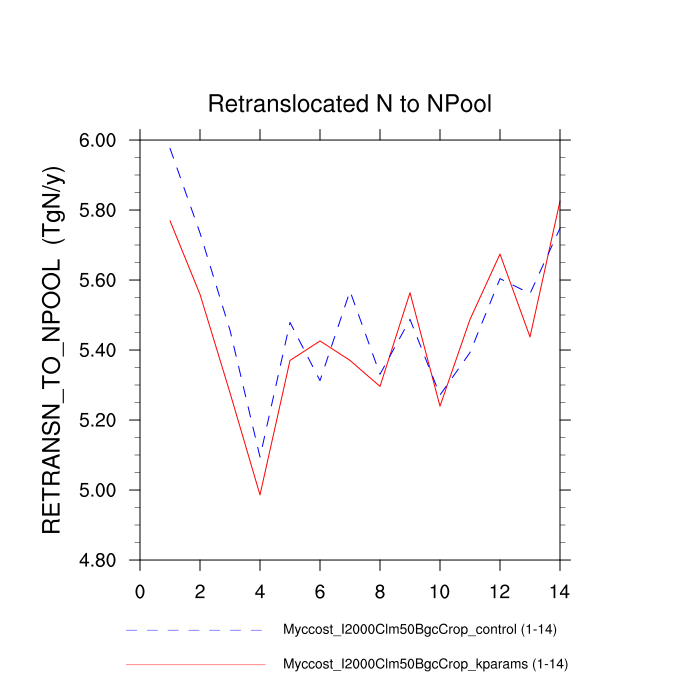 Retranslocated N to NPool
RETRANSN_TO_NPOOL (TgN/y)
6.00
5.80
5.60
5.40
5.20
5.00
4.80
0 2 4 6 8 10 12 14
Myccost_I2000Clm50BgcCrop_control (1-14)
Myccost_I2000Clm50BgcCrop_kparams (1-14)